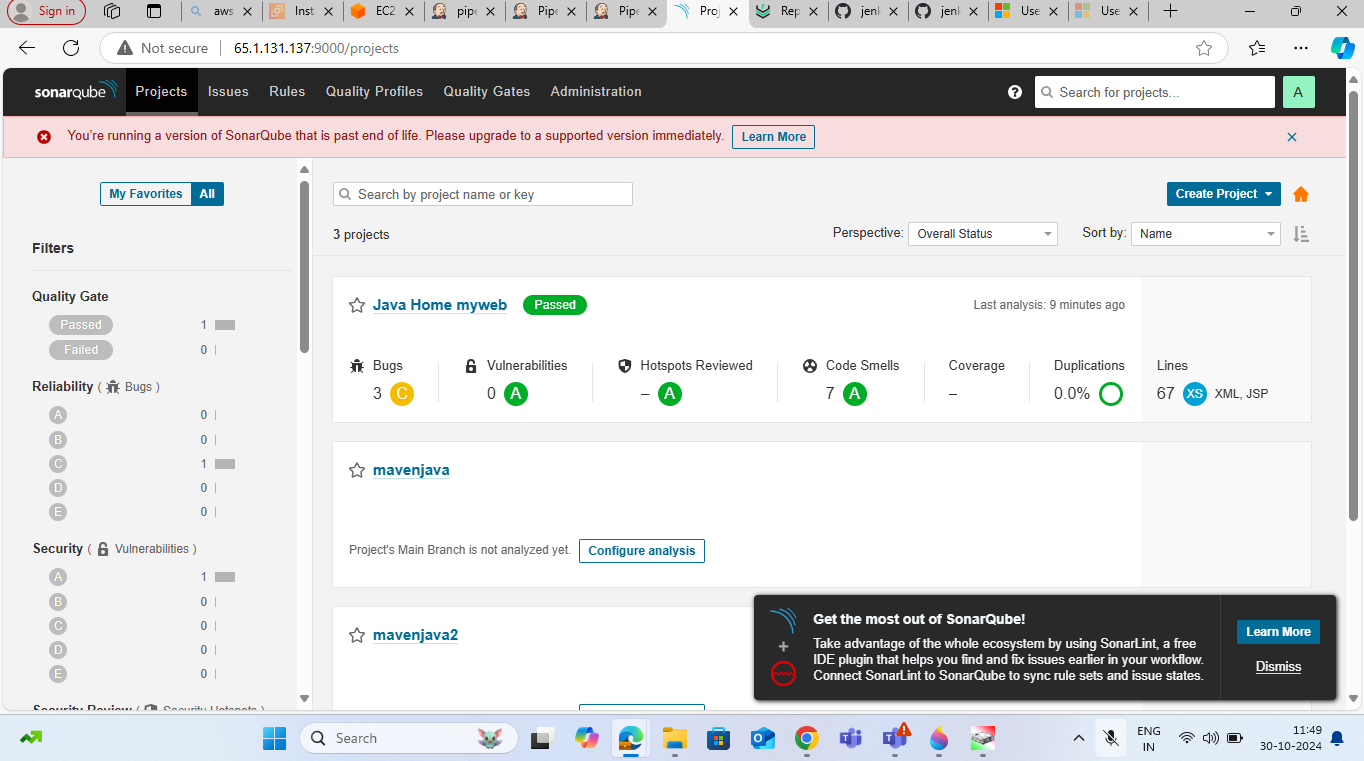 Sign in
aws
Inst
EC2
pipe
Pipe
Pipe
Proj
Rep
jenk
jenk
Use
Use
Not secure
65.1.131.137:9000/projects
sonarqube
Projects
Issues
Rules
Quality Profiles
Quality Gates
Administration
?
Search for projects...
A
You're running a version of SonarQube that is past end of life. Please upgrade to a supported version immediately.
Learn More
My Favorites
All
Search by project name or key
Create Project
3 projects
Perspective:
Overall Status
Sort by:
Name
Filters
Quality Gate
Passed 1
Failed 0
Reliability ( Bugs )
A 0
B 0
C 1
D 0
E 0
Security ( Vulnerabilities )
A 1
B 0
C 0
D 0
E 0
Java Home myweb
Passed
Last analysis: 9 minutes ago
Bugs
3 C
Vulnerabilities
0 A
Hotspots Reviewed
– A
Code Smells
7 A
Coverage
–
Duplications
0.0%
Lines
67 XS XML, JSP
mavenjava
Project's Main Branch is not analyzed yet.
Configure analysis
mavenjava2
Get the most out of SonarQube!
Take advantage of the whole ecosystem by using SonarLint, a free
IDE plugin that helps you find and fix issues earlier in your workflow.
Connect SonarLint to SonarQube to sync rule sets and issue states.
Learn More
Dismiss
Security Review ( Security Hotspots )
Search
ENG
IN
11:49
30-10-2024